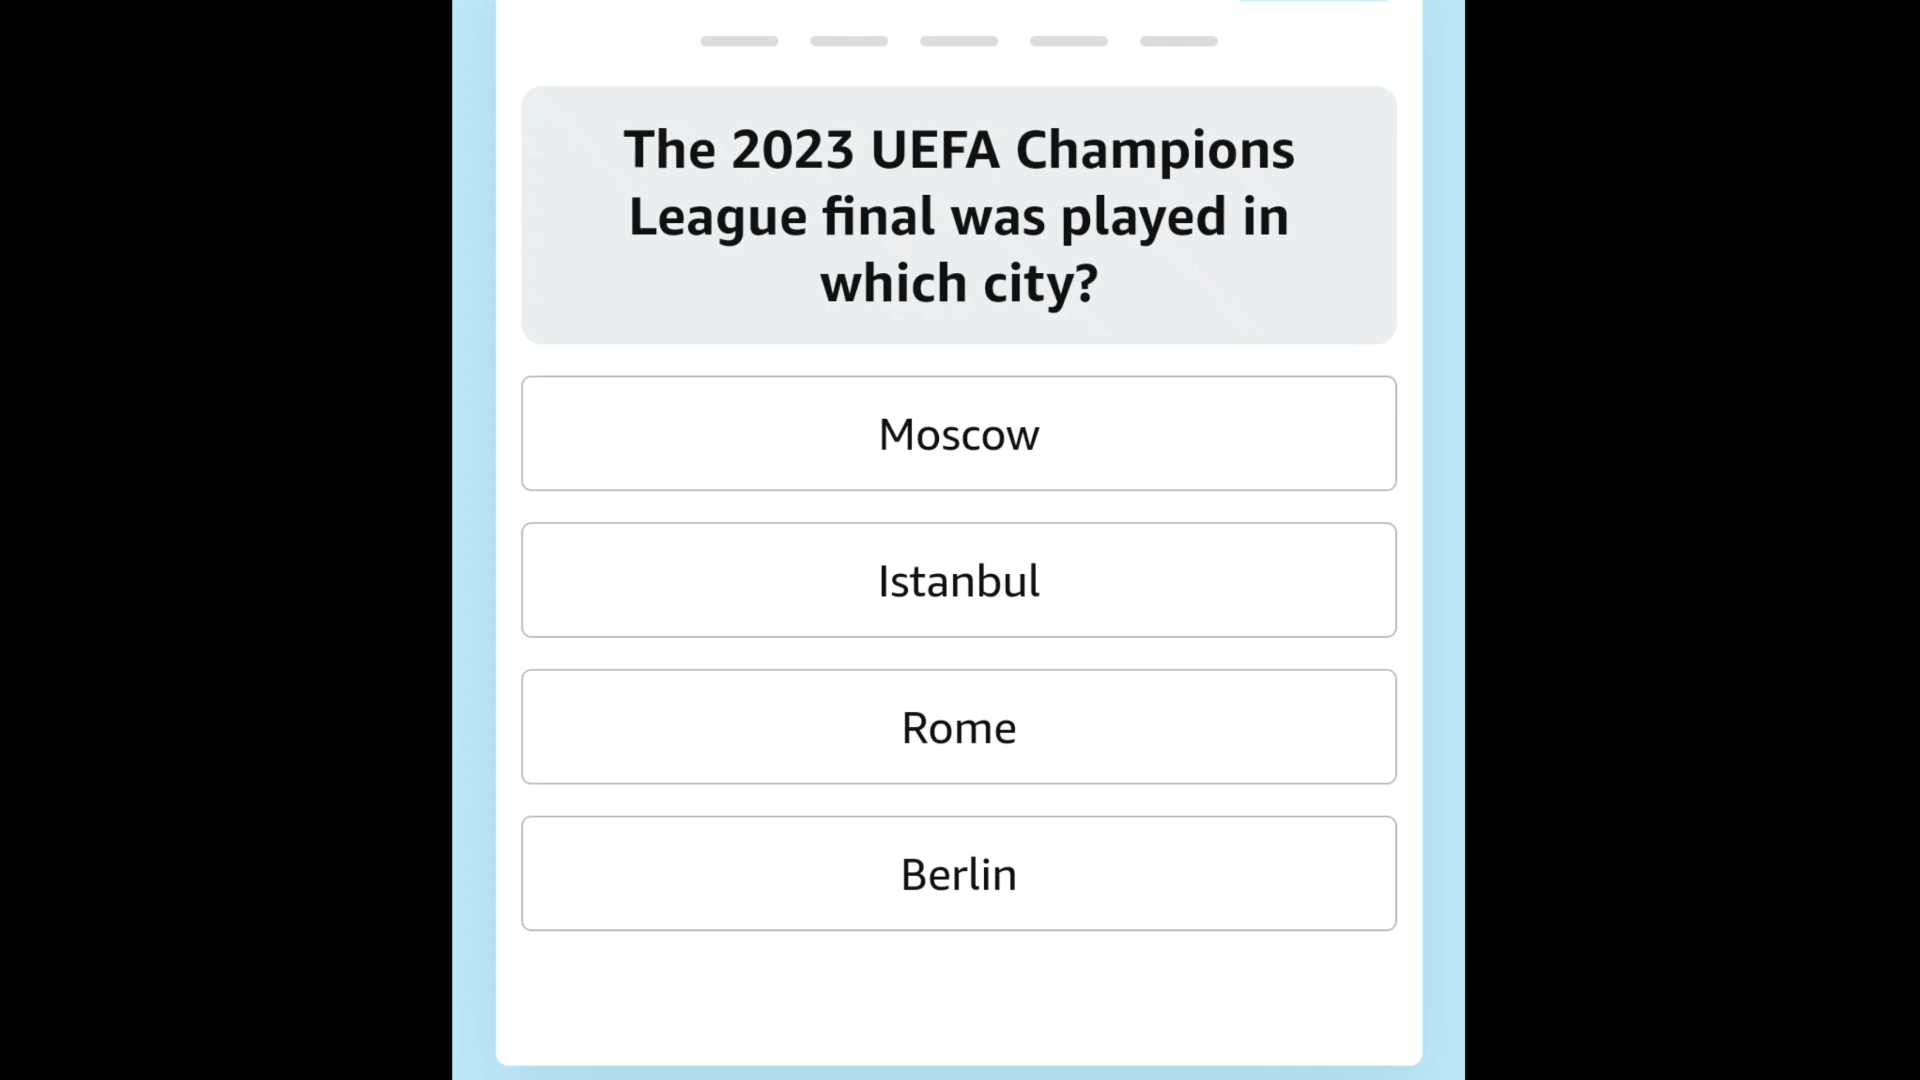 The 2023 UEFA Champions
League final was played in
which city?
Moscow
Istanbul
Rome
Berlin